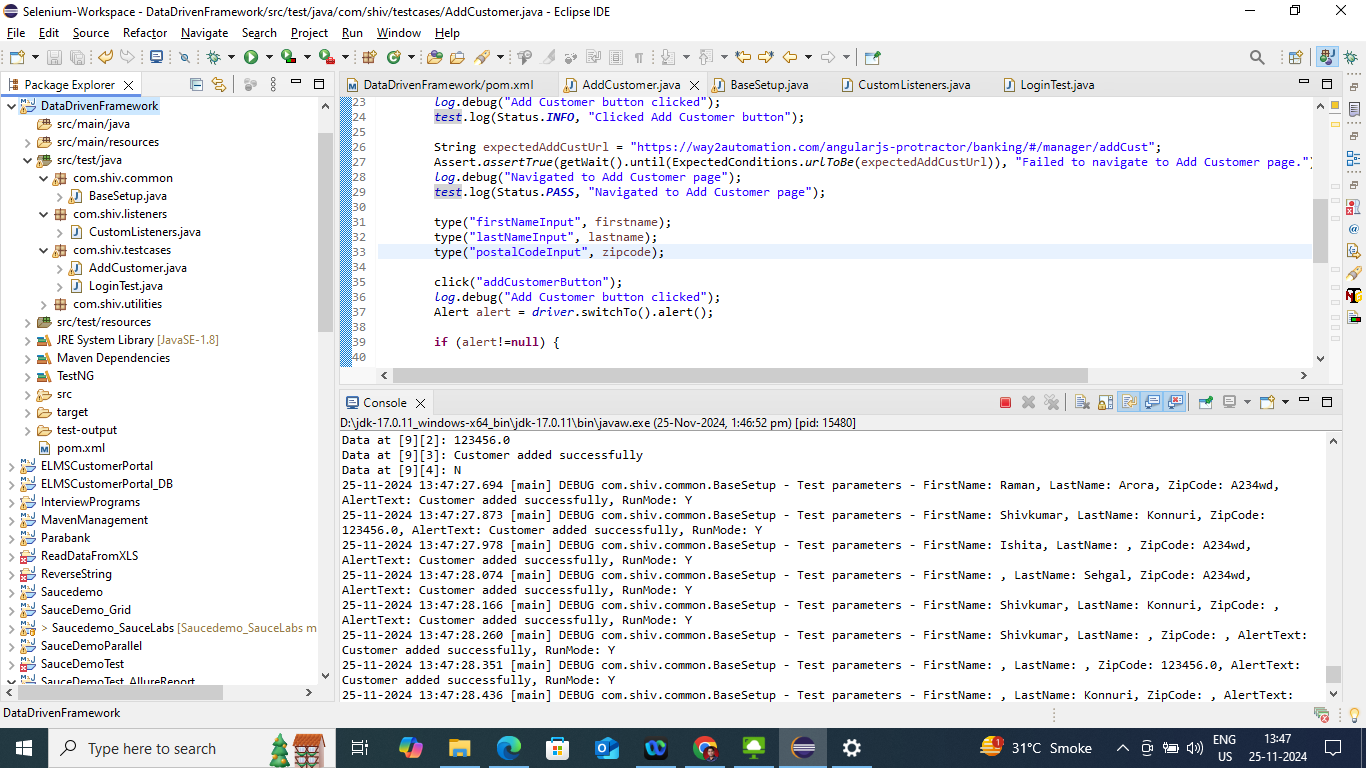 Selenium-Workspace - DataDrivenFramework/src/test/java/com/shiv/testcases/AddCustomer.java - Eclipse IDE
File Edit Source Refactor Navigate Search Project Run Window Help
Package Explorer
DataDrivenFramework
src/main/java
src/main/resources
src/test/java
com.shiv.common
BaseSetup.java
com.shiv.listeners
CustomListeners.java
com.shiv.testcases
AddCustomer.java
LoginTest.java
com.shiv.utilities
src/test/resources
JRE System Library [JavaSE-1.8]
Maven Dependencies
TestNG
src
target
test-output
pom.xml
ELMSCustomerPortal
ELMSCustomerPortal_DB
InterviewPrograms
MavenManagement
Parabank
ReadDataFromXLS
ReverseString
Saucedemo
SauceDemo_Grid
> Saucedemo_SauceLabs [Saucedemo_SauceLabs m
SauceDemoParallel
SauceDemoTest
SauceDemoTest_AllureReport
DataDrivenFramework/pom.xml AddCustomer.java BaseSetup.java CustomListeners.java LoginTest.java
23 log.debug("Add Customer button clicked");
24 test.log(Status.INFO, "Clicked Add Customer button");
25
26 String expectedAddCustUrl = "https://way2automation.com/angularjs-protractor/banking/#/manager/addCust";
27 Assert.assertTrue(getWait().until(ExpectedConditions.urlToBe(expectedAddCustUrl)), "Failed to navigate to Add Customer page."
28 log.debug("Navigated to Add Customer page");
29 test.log(Status.PASS, "Navigated to Add Customer page");
30
31 type("firstNameInput", firstname);
32 type("lastNameInput", lastname);
33 type("postalCodeInput", zipcode);
34
35 click("addCustomerButton");
36 log.debug("Add Customer button clicked");
37 Alert alert = driver.switchTo().alert();
38
39 if (alert!=null) {
40
Console
D:\jdk-17.0.11_windows-x64_bin\jdk-17.0.11\bin\javaw.exe (25-Nov-2024, 1:46:52 pm) [pid: 15480]
Data at [9][2]: 123456.0
Data at [9][3]: Customer added successfully
Data at [9][4]: N
25-11-2024 13:47:27.694 [main] DEBUG com.shiv.common.BaseSetup - Test parameters - FirstName: Raman, LastName: Arora, ZipCode: A234wd,
AlertText: Customer added successfully, RunMode: Y
25-11-2024 13:47:27.873 [main] DEBUG com.shiv.common.BaseSetup - Test parameters - FirstName: Shivkumar, LastName: Konnuri, ZipCode:
123456.0, AlertText: Customer added successfully, RunMode: Y
25-11-2024 13:47:27.978 [main] DEBUG com.shiv.common.BaseSetup - Test parameters - FirstName: Ishita, LastName: , ZipCode: A234wd,
AlertText: Customer added successfully, RunMode: Y
25-11-2024 13:47:28.074 [main] DEBUG com.shiv.common.BaseSetup - Test parameters - FirstName: , LastName: Sehgal, ZipCode: A234wd,
AlertText: Customer added successfully, RunMode: Y
25-11-2024 13:47:28.166 [main] DEBUG com.shiv.common.BaseSetup - Test parameters - FirstName: Shivkumar, LastName: Konnuri, ZipCode: ,
AlertText: Customer added successfully, RunMode: Y
25-11-2024 13:47:28.260 [main] DEBUG com.shiv.common.BaseSetup - Test parameters - FirstName: Shivkumar, LastName: , ZipCode: , AlertText:
Customer added successfully, RunMode: Y
25-11-2024 13:47:28.351 [main] DEBUG com.shiv.common.BaseSetup - Test parameters - FirstName: , LastName: , ZipCode: 123456.0, AlertText:
Customer added successfully, RunMode: Y
25-11-2024 13:47:28.436 [main] DEBUG com.shiv.common.BaseSetup - Test parameters - FirstName: , LastName: Konnuri, ZipCode: , AlertText:
DataDrivenFramework
Type here to search
31°C Smoke
ENG
US
13:47
25-11-2024